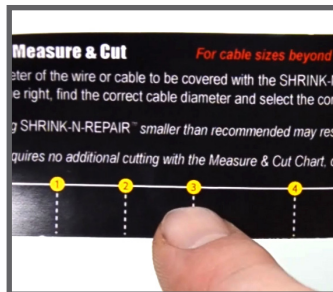 Measure & Cut For cable sizes beyond
eter of the wire or cable to be covered with the SHRINK-N
e right, find the correct cable diameter and select the co
g SHRINK-N-REPAIR™ smaller than recommended may res
quires no additional cutting with the Measure & Cut Chart,
1 2 3 4